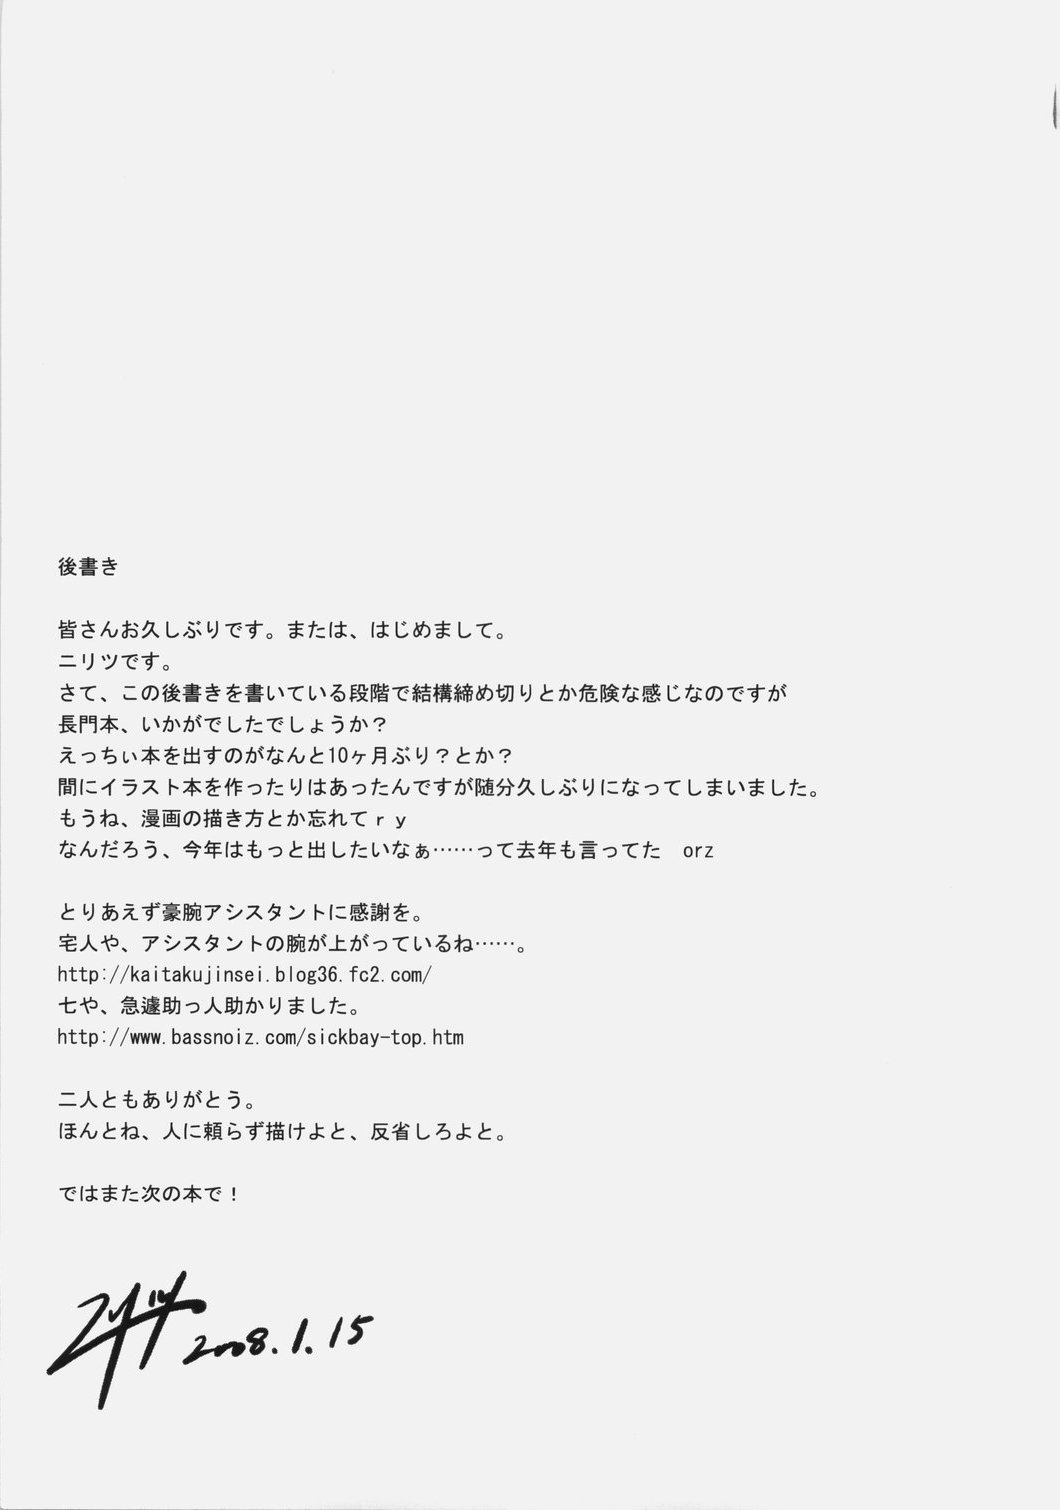 後書き
皆さんお久しぶりです。または、はじめまして。
ニリツです。
さて、この後書きを書いている段階で結構締め切りとか危険な感じなのですが
長門本、いかがでしたでしょうか？
えっちぃ本を出すのがなんと10ヶ月ぶり？とか？
間にイラスト本を作ったりはあったんですが随分久しぶりになってしまいました。
もうね、漫画の描き方とか忘れてｒｙ
なんだろう、今年はもっと出したいなぁ……って去年も言ってた　orz
とりあえず豪腕アシスタントに感謝を。
宅人や、アシスタントの腕が上がっているね……。
http://kaitakujinsei.blog36.fc2.com/
七や、急遽助っ人助かりました。
http://www.bassnoiz.com/sickbay-top.htm
二人ともありがとう。
ほんとね、人に頼らず描けよと、反省しろよと。
ではまた次の本で！
ニリツ 2008.1.15